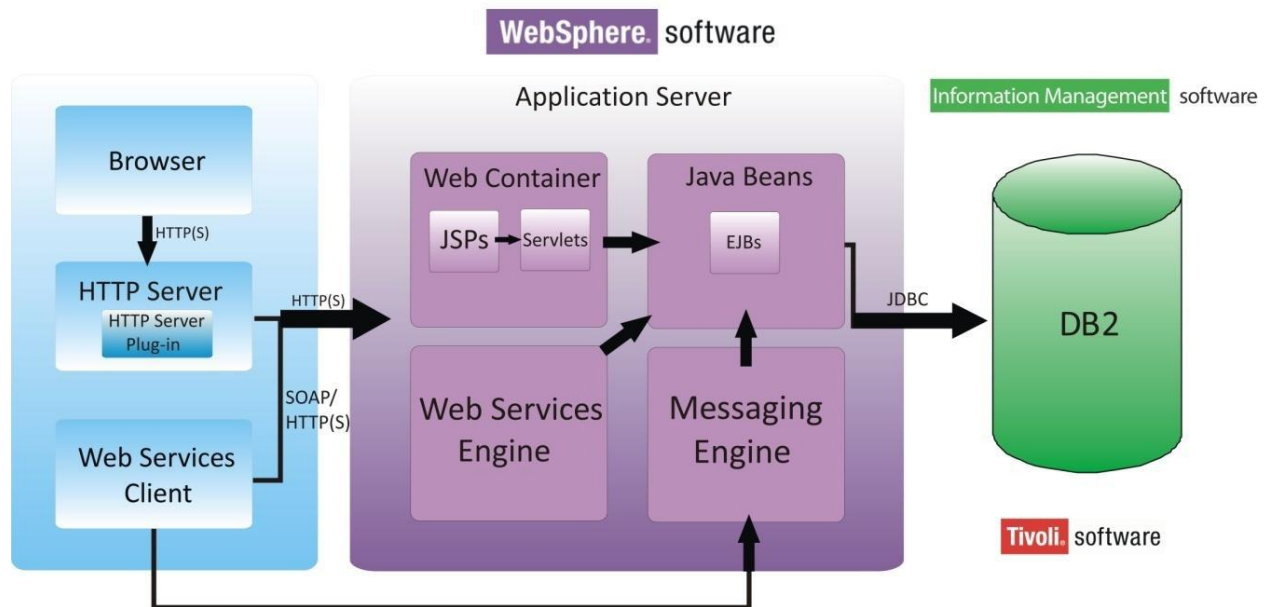 WebSphere. software
Application Server
Information Management software
Browser
HTTP(S)
HTTP Server
HTTP Server
Plug-in
SOAP/
HTTP(S)
Web Services
Client
HTTP(S)
Web Container
JSPs
Servlets
Java Beans
EJBs
Web Services
Engine
Messaging
Engine
JDBC
DB2
Tivoli. software